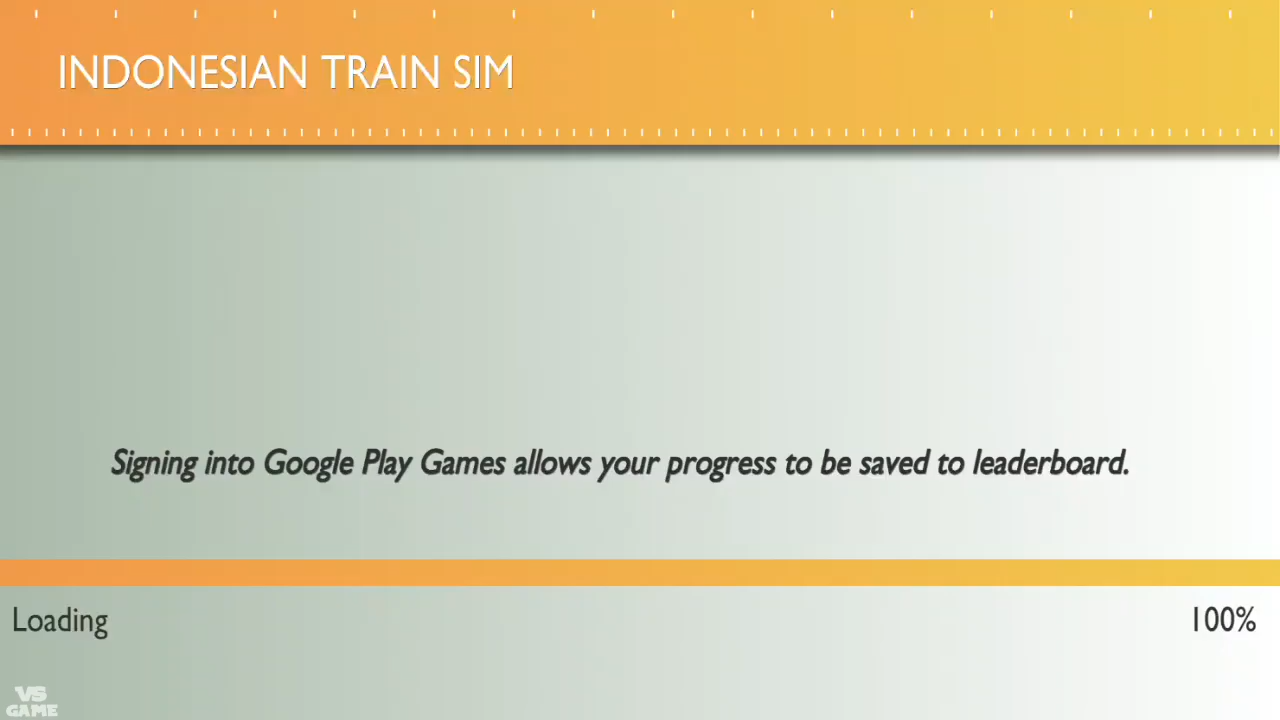 INDONESIAN TRAIN SIM
Signing into Google Play Games allows your progress to be saved to leaderboard.
Loading 100%
VS
GAME